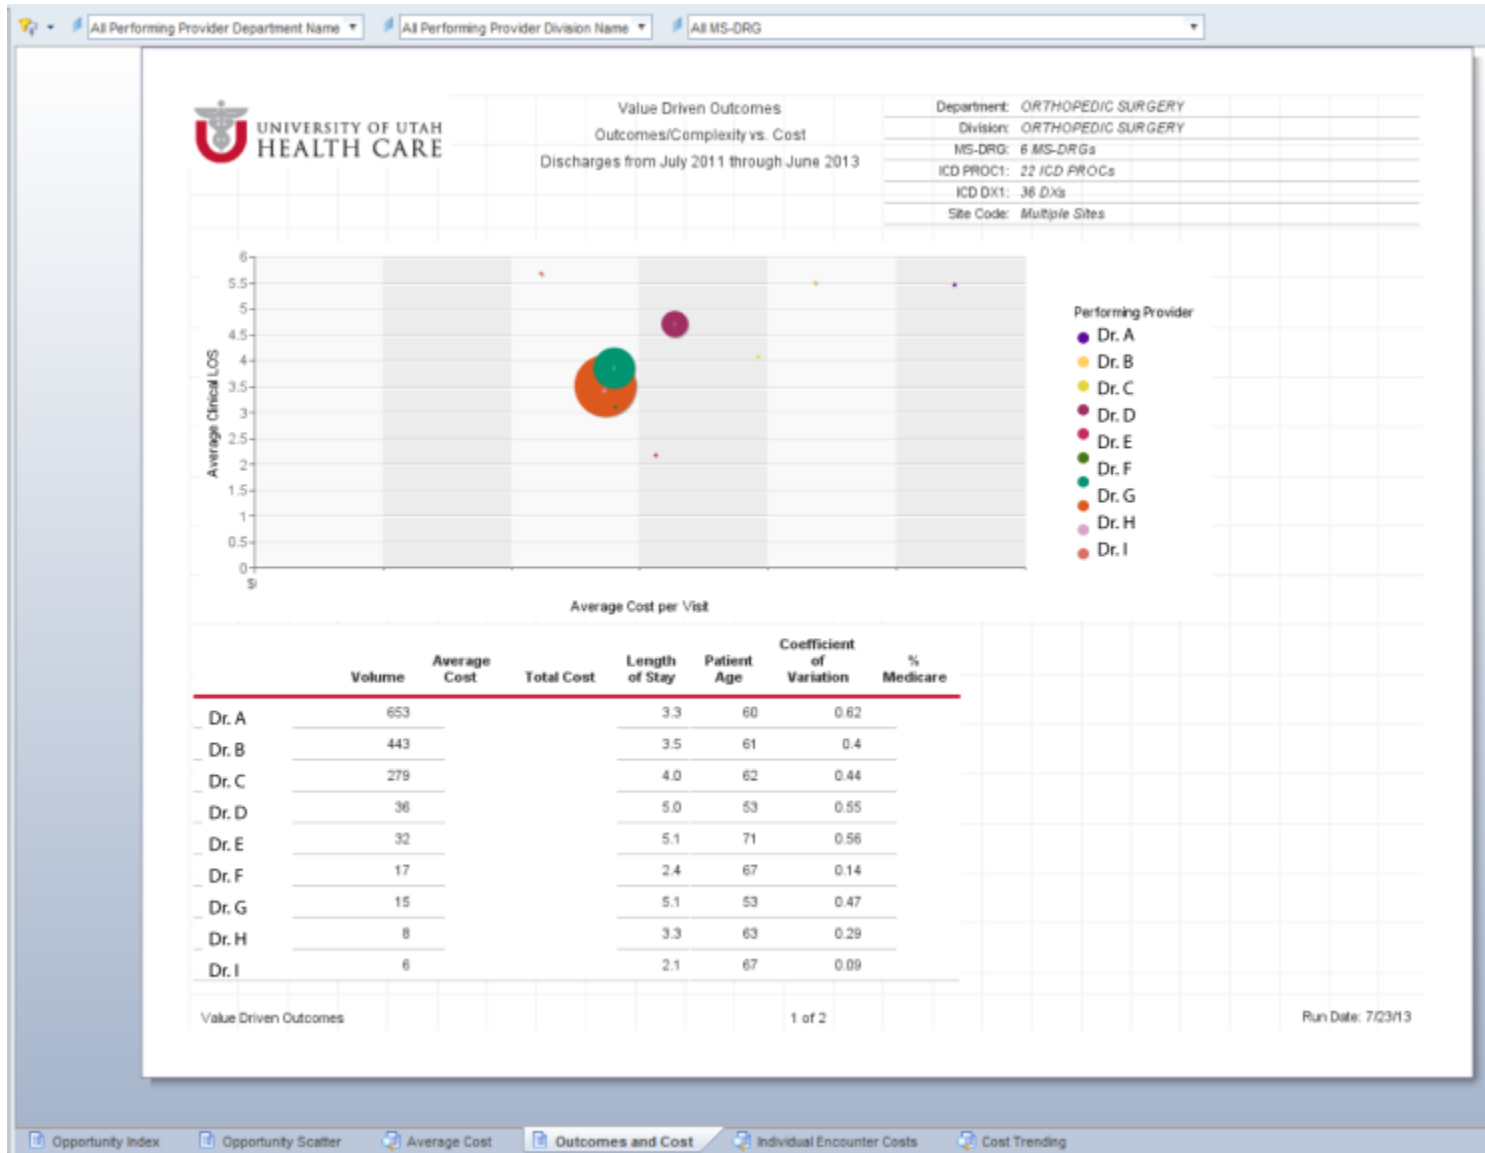 All Performing Provider Department Name
All Performing Provider Division Name
All MS-DRG
UNIVERSITY OF UTAH
HEALTH CARE
Value Driven Outcomes
Outcomes/Complexity vs. Cost
Discharges from July 2011 through June 2013
Department: ORTHOPEDIC SURGERY
Division: ORTHOPEDIC SURGERY
MS-DRG: 6 MS-DRGs
ICD PROC1: 22 ICD PROCs
ICD DX1: 36 DXs
Site Code: Multiple Sites
Average Clinical LOS
6
5.5
5
4.5
4
3.5
3
2.5
2
1.5
1
0.5
0
Average Cost per Visit
Performing Provider
Dr. A
Dr. B
Dr. C
Dr. D
Dr. E
Dr. F
Dr. G
Dr. H
Dr. I
Volume Average Cost Total Cost Length of Stay Patient Age Coefficient of Variation % Medicare
Dr. A 653 3.3 60 0.62
Dr. B 443 3.5 61 0.4
Dr. C 279 4.0 62 0.44
Dr. D 36 5.0 53 0.55
Dr. E 32 5.1 71 0.56
Dr. F 17 2.4 67 0.14
Dr. G 15 5.1 53 0.47
Dr. H 8 3.3 63 0.29
Dr. I 6 2.1 67 0.09
Value Driven Outcomes 1 of 2 Run Date: 7/23/13
Opportunity Index Opportunity Scatter Average Cost Outcomes and Cost Individual Encounter Costs Cost Trending